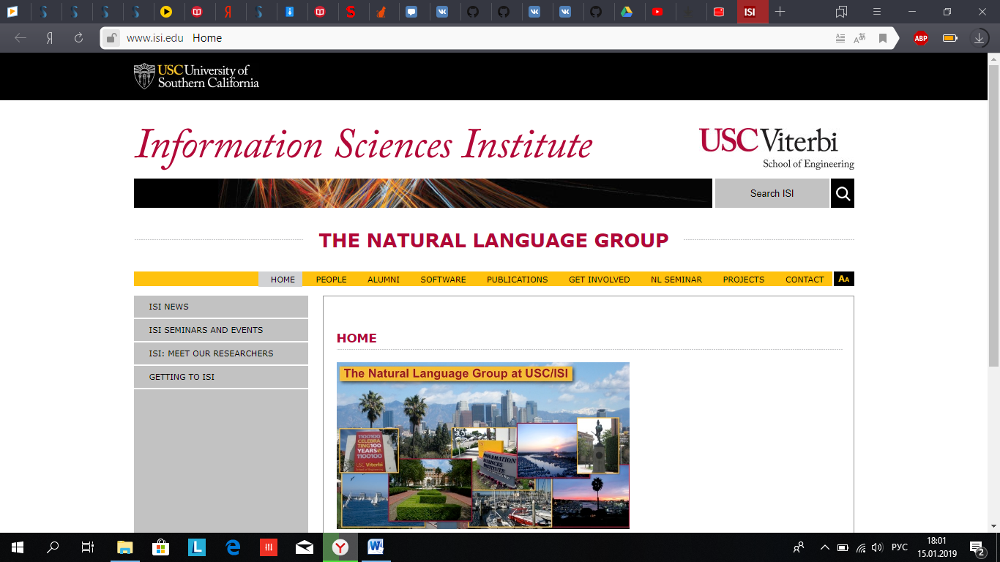 ISI
www.isi.edu Home
ABP
USC University of
Southern California
Information Sciences Institute
USC Viterbi
School of Engineering
Search ISI
THE NATURAL LANGUAGE GROUP
HOME PEOPLE ALUMNI SOFTWARE PUBLICATIONS GET INVOLVED NL SEMINAR PROJECTS CONTACT AA
ISI NEWS
ISI SEMINARS AND EVENTS
ISI: MEET OUR RESEARCHERS
GETTING TO ISI
HOME
The Natural Language Group at USC/ISI
1100100
CELEBRA
TING100
YEARS
1100100
USC Viterbi
School of Engineering
INFORMATION
SCIENCES
INSTITUTE
РУС
18:01
15.01.2019
2